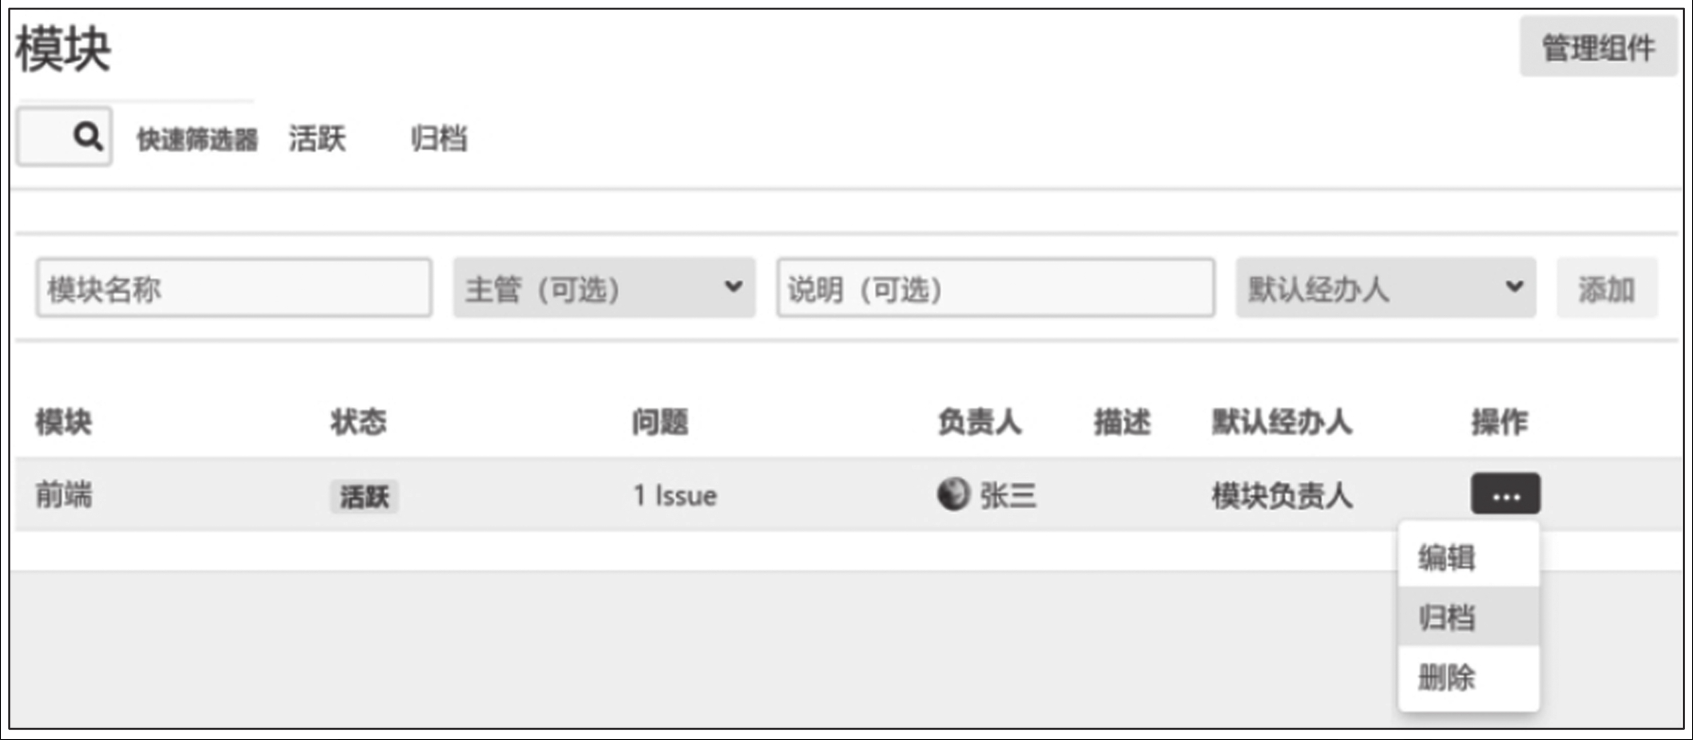 模块
管理组件
快速筛选器 活跃 归档
模块名称 主管（可选） 说明（可选） 默认经办人 添加
模块 状态 问题 负责人 描述 默认经办人 操作
前端 活跃 1 Issue 张三 模块负责人 ...
编辑
归档
删除